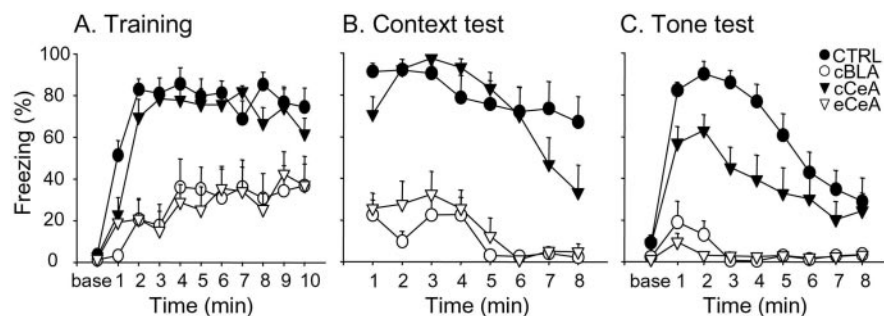 A. Training
B. Context test
C. Tone test
Freezing (%)
100
80
60
40
20
0
base 1 2 3 4 5 6 7 8 9 10
Time (min)
1 2 3 4 5 6 7 8
Time (min)
base 1 2 3 4 5 6 7 8
Time (min)
CTRL
cBLA
cCeA
eCeA